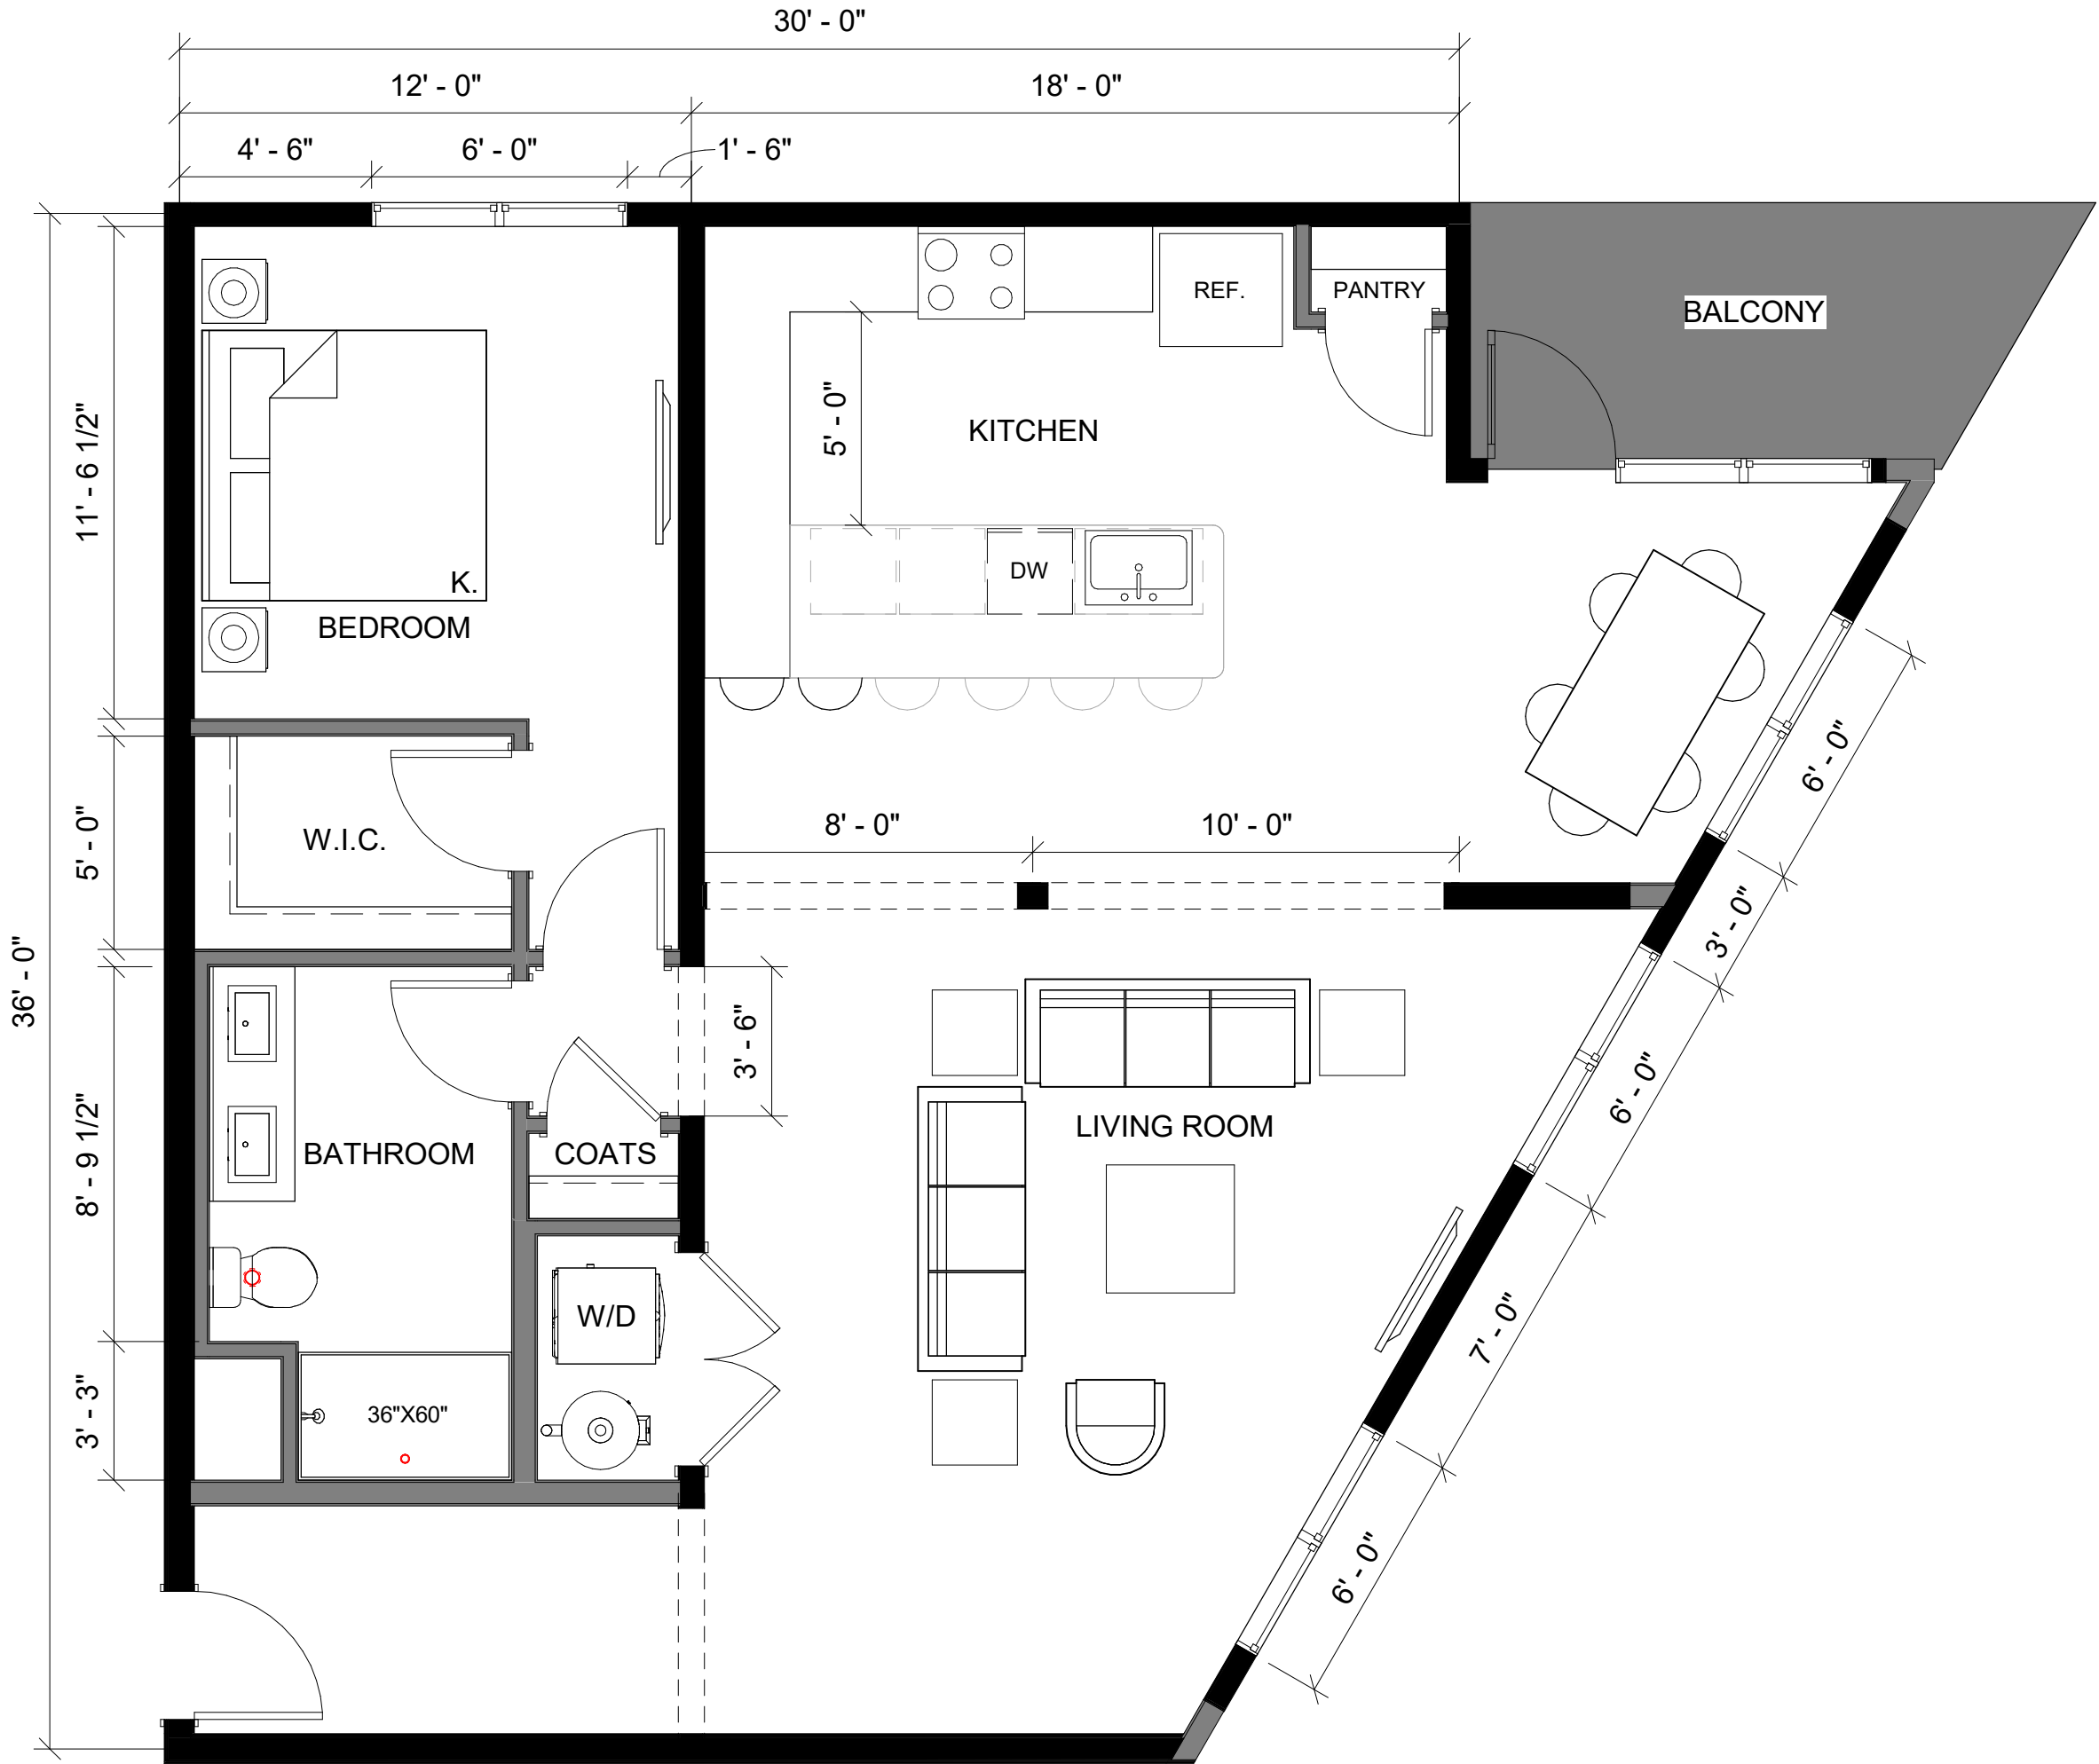 30' - 0"
12' - 0"
18' - 0"
4' - 6"
6' - 0"
1' - 6"
REF.
PANTRY
BALCONY
11' - 6 1/2"
5' - 0"
KITCHEN
DW
K.
BEDROOM
6' - 0"
5' - 0"
W.I.C.
8' - 0"
10' - 0"
3' - 0"
36' - 0"
3' - 6"
6' - 0"
8' - 9 1/2"
BATHROOM
COATS
LIVING ROOM
W/D
7' - 0"
3' - 3"
36"X60"
6' - 0"